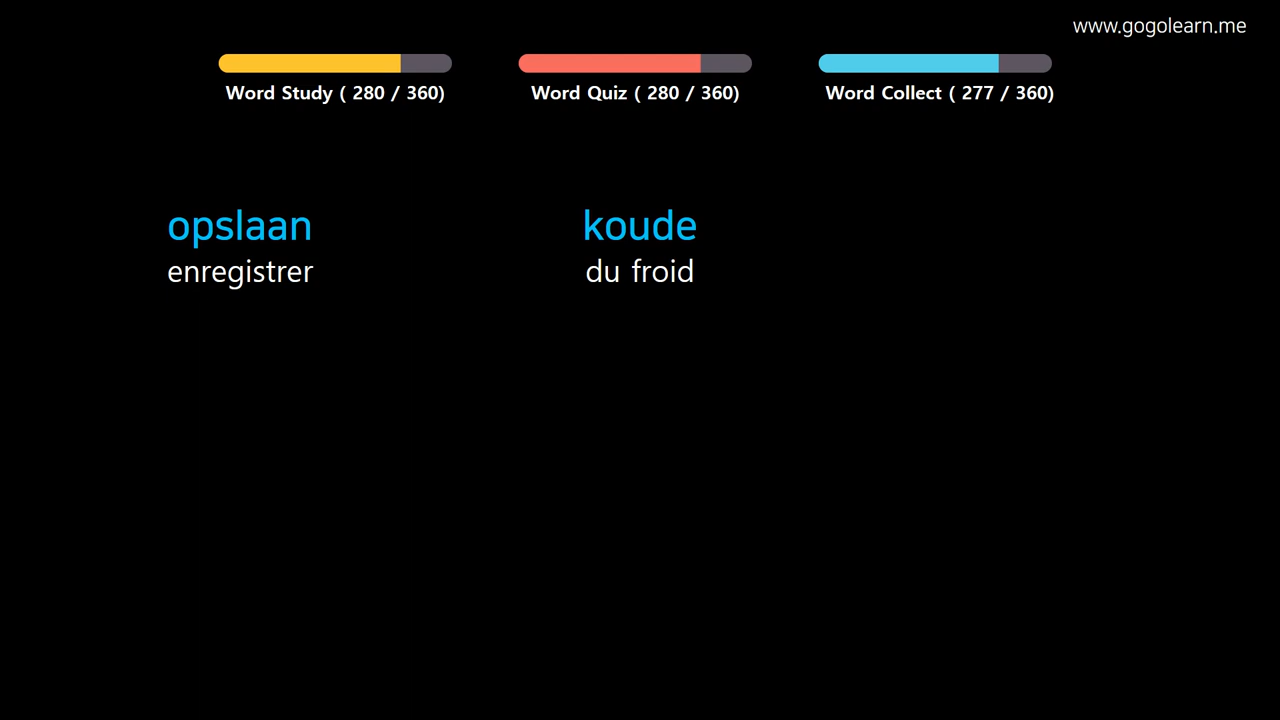 www.gogolearn.me
Word Study ( 280 / 360)
Word Quiz ( 280 / 360)
Word Collect ( 277 / 360)
opslaan
enregistrer
koude
du froid